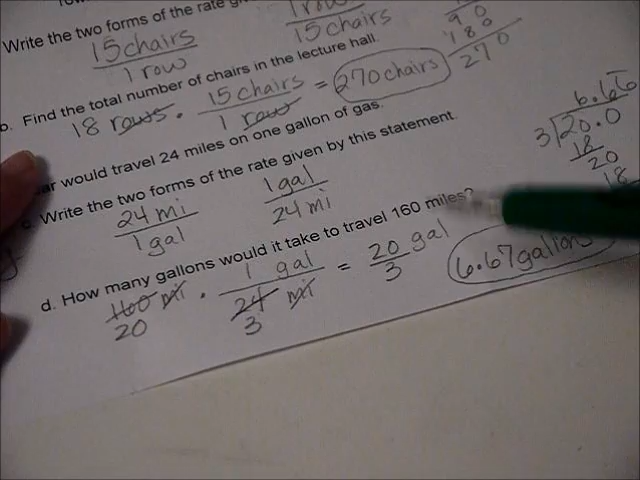 Write the two forms of the rate
15 chairs / 1 row
1 row / 15 chairs
90
180
270
b. Find the total number of chairs in the lecture hall.
18 rows · 15 chairs / 1 row = 270 chairs
would travel 24 miles on one gallon of gas.
Write the two forms of the rate given by this statement.
24 mi / 1 gal
1 gal / 24 mi
6.66
3 20.0
18
20
18
d. How many gallons would it take to travel 160 miles?
160 mi · 1 gal / 24 mi = 20/3 gal
20
3
6.67 gallons